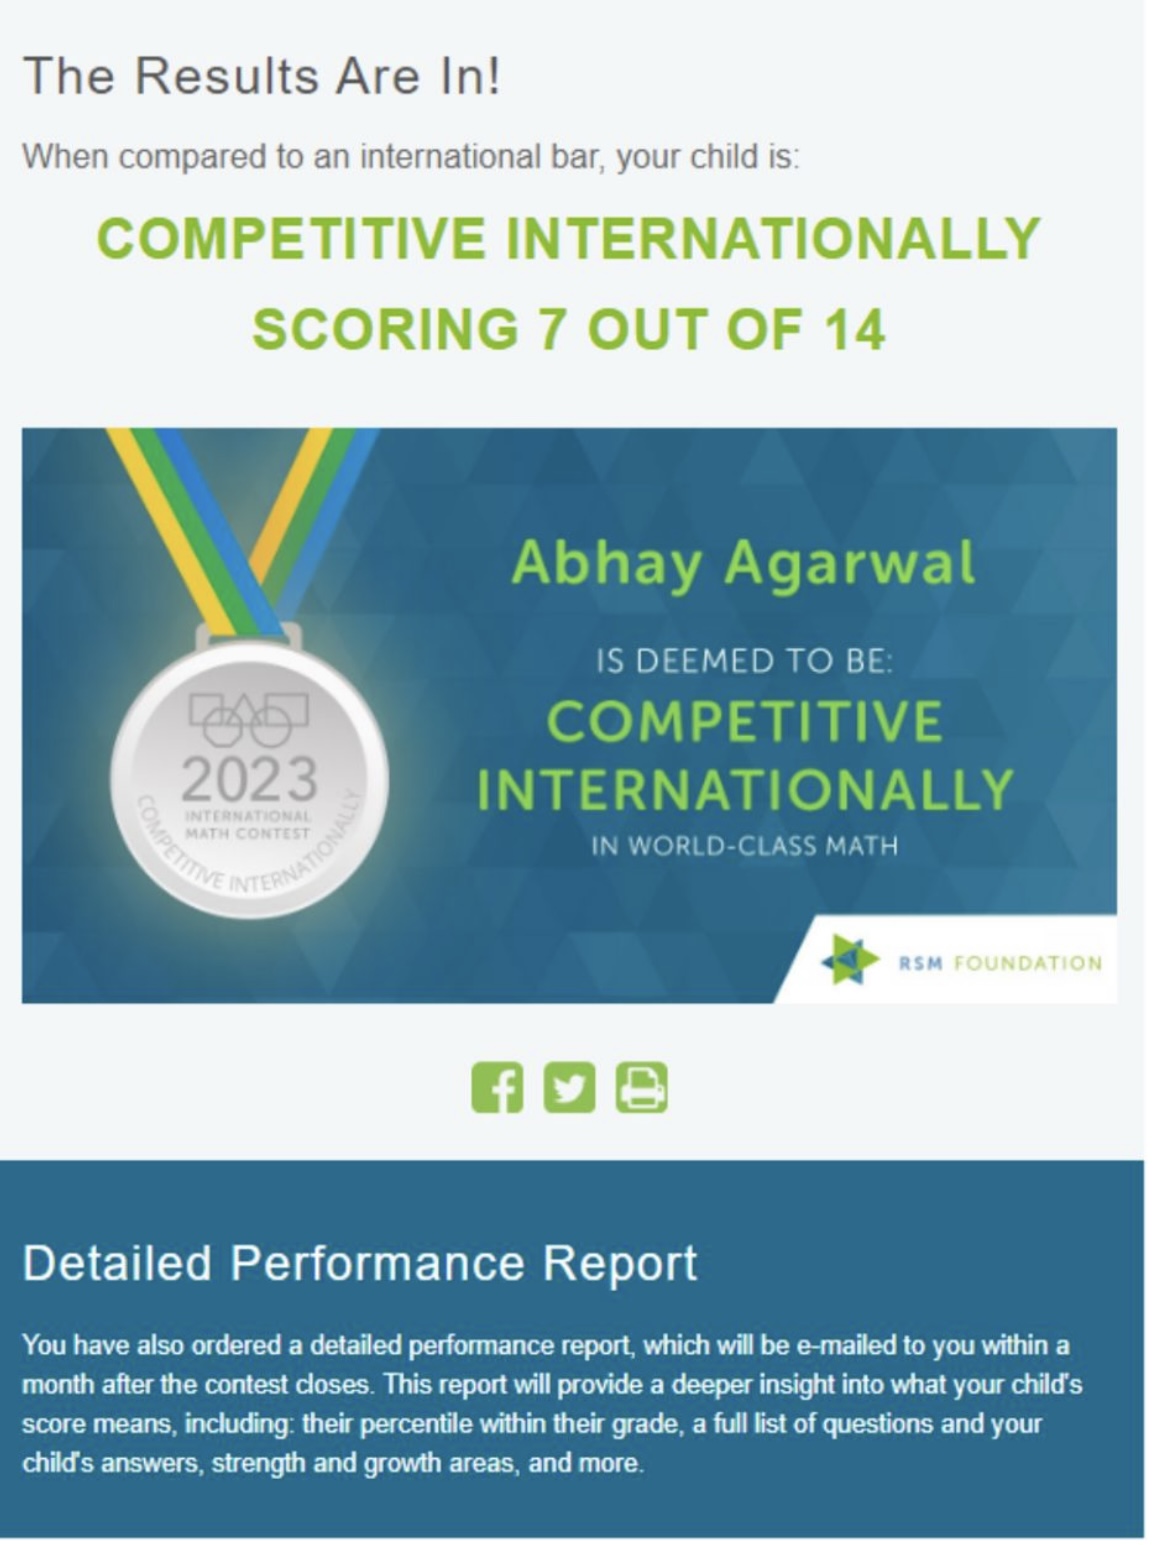 The Results Are In!
When compared to an international bar, your child is:
COMPETITIVE INTERNATIONALLY
SCORING 7 OUT OF 14
Abhay Agarwal
IS DEEMED TO BE:
COMPETITIVE
INTERNATIONALLY
IN WORLD-CLASS MATH
2023
INTERNATIONAL
MATH CONTEST
COMPETITIVE INTERNATIONALLY
RSM FOUNDATION
Detailed Performance Report
You have also ordered a detailed performance report, which will be e-mailed to you within a
month after the contest closes. This report will provide a deeper insight into what your child's
score means, including: their percentile within their grade, a full list of questions and your
child's answers, strength and growth areas, and more.